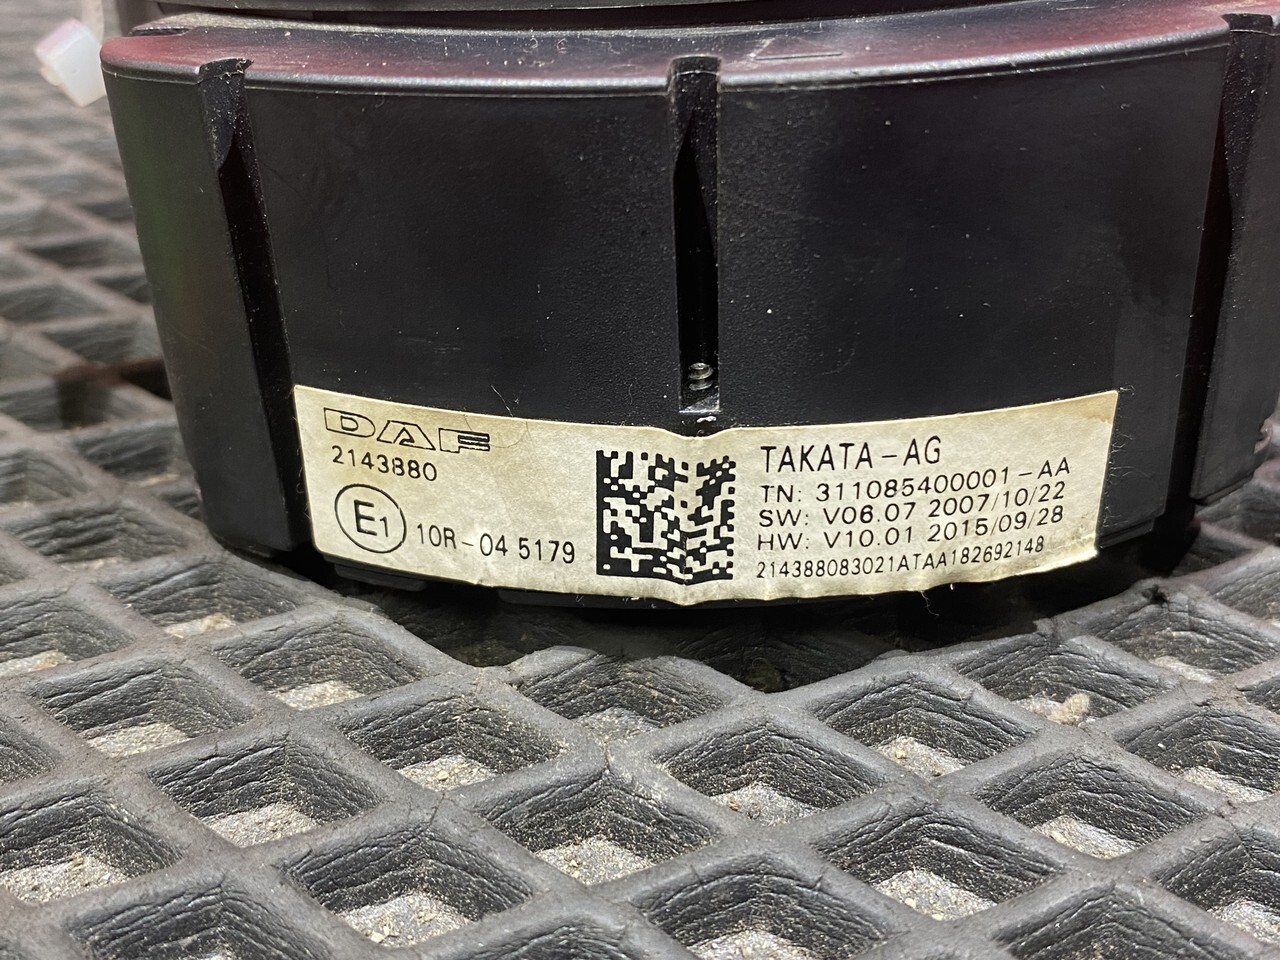 DAF
2143880
E1 10R-04 5179
TAKATA-AG
TN: 311085400001-AA
SW: V06.07 2007/10/22
HW: V10.01 2015/09/28
214388083021ATAA182692148